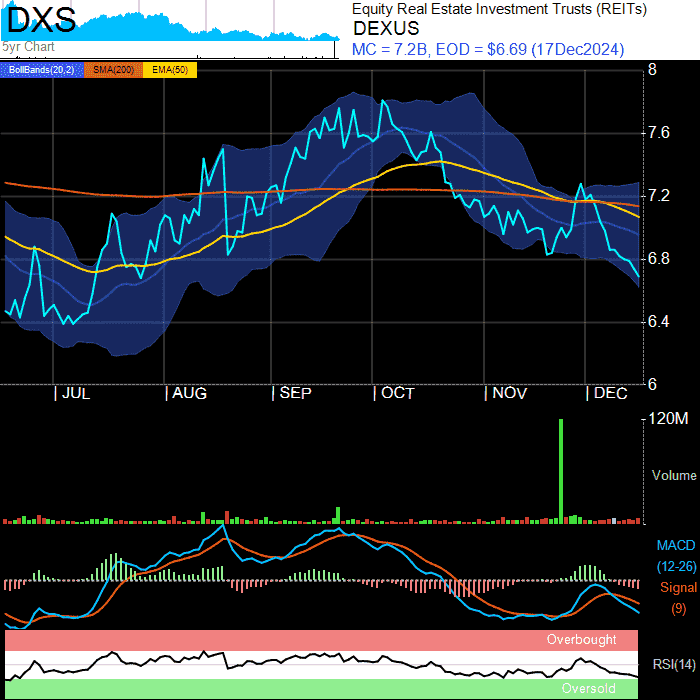 DXS
5yr Chart
Equity Real Estate Investment Trusts (REITs)
DEXUS
MC = 7.2B, EOD = $6.69 (17Dec2024)
BollBands(20,2) SMA(200) EMA(50)
8
7.6
7.2
6.8
6.4
6
JUL AUG SEP OCT NOV DEC
120M
Volume
MACD
(12-26)
Signal
(9)
Overbought
RSI(14)
Oversold